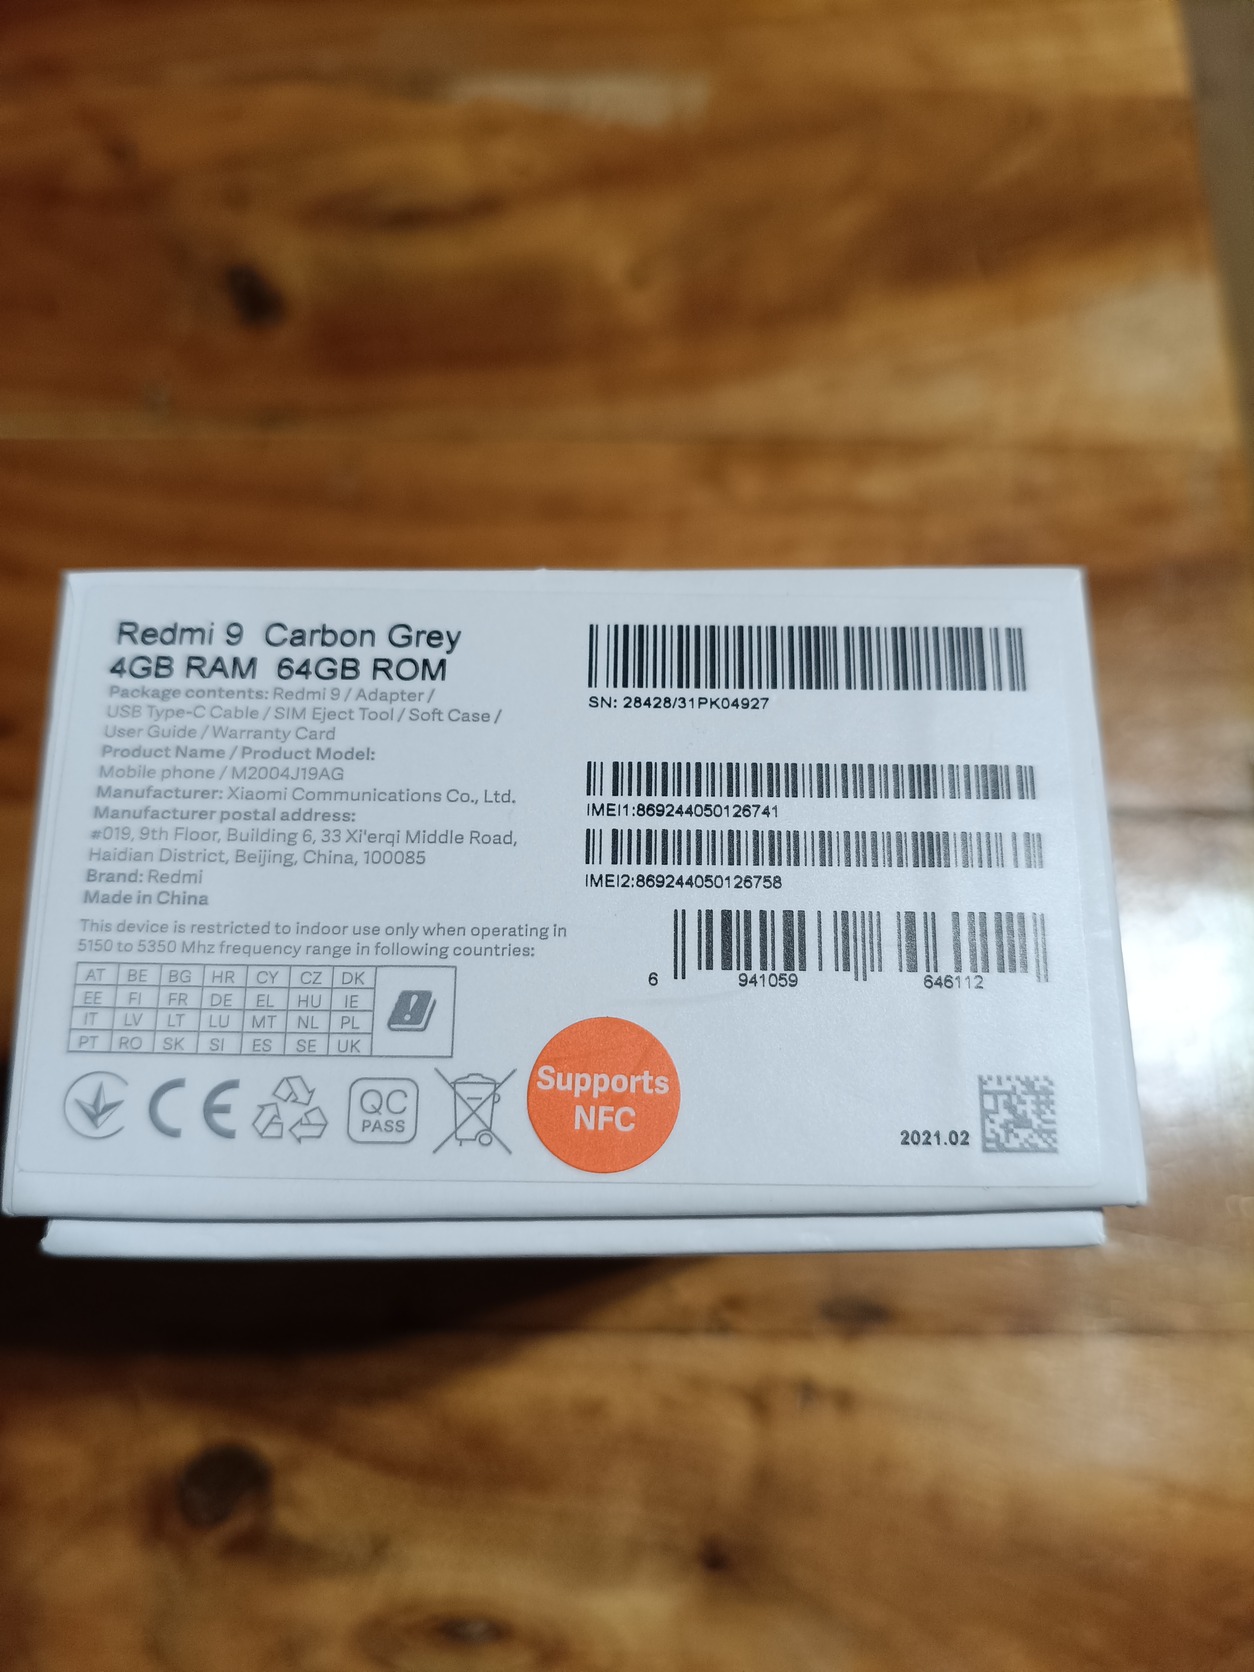 Redmi 9 Carbon Grey
4GB RAM 64GB ROM
Package contents: Redmi 9 / Adapter /
USB Type-C Cable / SIM Eject Tool / Soft Case /
User Guide / Warranty Card
Product Name / Product Model:
Mobile phone / M2004J19AG
Manufacturer: Xiaomi Communications Co., Ltd.
Manufacturer postal address:
#019, 9th Floor, Building 6, 33 Xi'erqi Middle Road,
Haidian District, Beijing, China, 100085
Brand: Redmi
Made in China
This device is restricted to indoor use only when operating in
5150 to 5350 Mhz frequency range in following countries:
AT BE BG HR CY CZ DK
EE FI FR DE EL HU IE
IT LV LT LU MT NL PL
PT RO SK SI ES SE UK
CE
QC
PASS
Supports
NFC
SN: 28428/31PK04927
IMEI1:869244050126741
IMEI2:869244050126758
6 941059 646112
2021.02